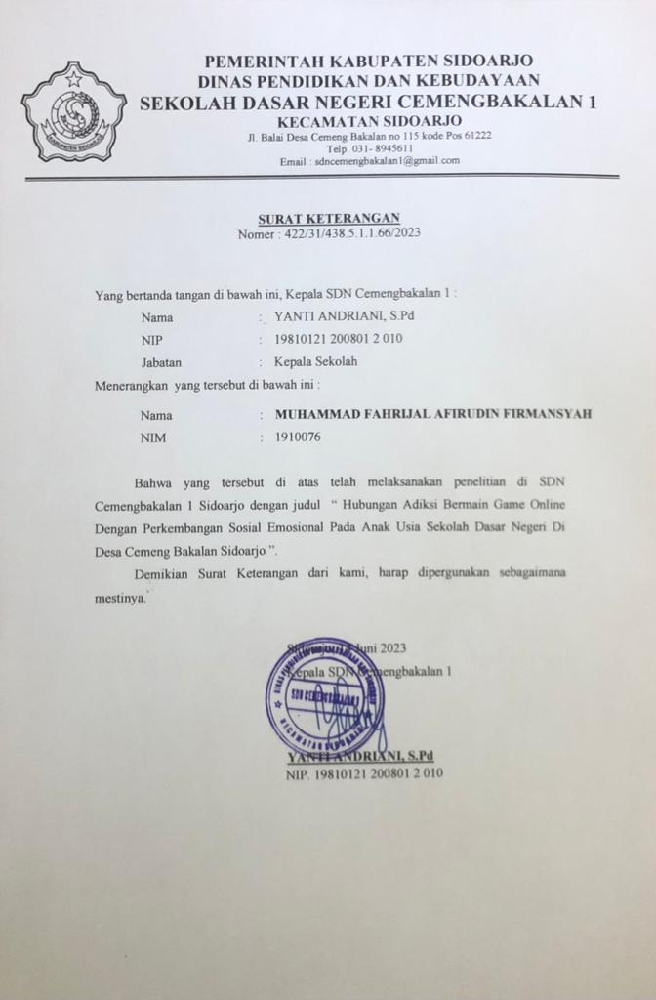 PEMERINTAH KABUPATEN SIDOARJO
DINAS PENDIDIKAN DAN KEBUDAYAAN
SEKOLAH DASAR NEGERI CEMENGBAKALAN 1
KECAMATAN SIDOARJO
Jl. Balai Desa Cemeng Bakalan no 115 kode Pos 61222
Telp. 031- 8945611
Email : sdncemengbakalan1@gmail.com
KABUPATEN SIDOARJO
SURAT KETERANGAN
Nomer : 422/31/438.5.1.1.66/2023
Yang bertanda tangan di bawah ini, Kepala SDN Cemengbakalan 1 :
Nama : YANTI ANDRIANI, S.Pd
NIP : 19810121 200801 2 010
Jabatan : Kepala Sekolah
Menerangkan yang tersebut di bawah ini :
Nama : MUHAMMAD FAHRIJAL AFIRUDIN FIRMANSYAH
NIM : 1910076
Bahwa yang tersebut di atas telah melaksanakan penelitian di SDN
Cemengbakalan 1 Sidoarjo dengan judul “ Hubungan Adiksi Bermain Game Online
Dengan Perkembangan Sosial Emosional Pada Anak Usia Sekolah Dasar Negeri Di
Desa Cemeng Bakalan Sidoarjo ”.
Demikian Surat Keterangan dari kami, harap dipergunakan sebagaimana
mestinya.
Juni 2023
Kepala SDN Cemengbakalan 1
SDN CEMENGBAKALAN 1
KECAMATAN SIDOARJO
YANTI ANDRIANI, S.Pd
NIP. 19810121 200801 2 010